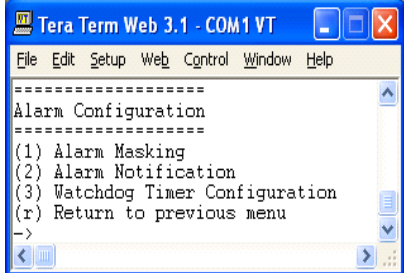 Tera Term Web 3.1 - COM1 VT
File Edit Setup Web Control Window Help
===================
Alarm Configuration
===================
(1) Alarm Masking
(2) Alarm Notification
(3) Watchdog Timer Configuration
(r) Return to previous menu
->